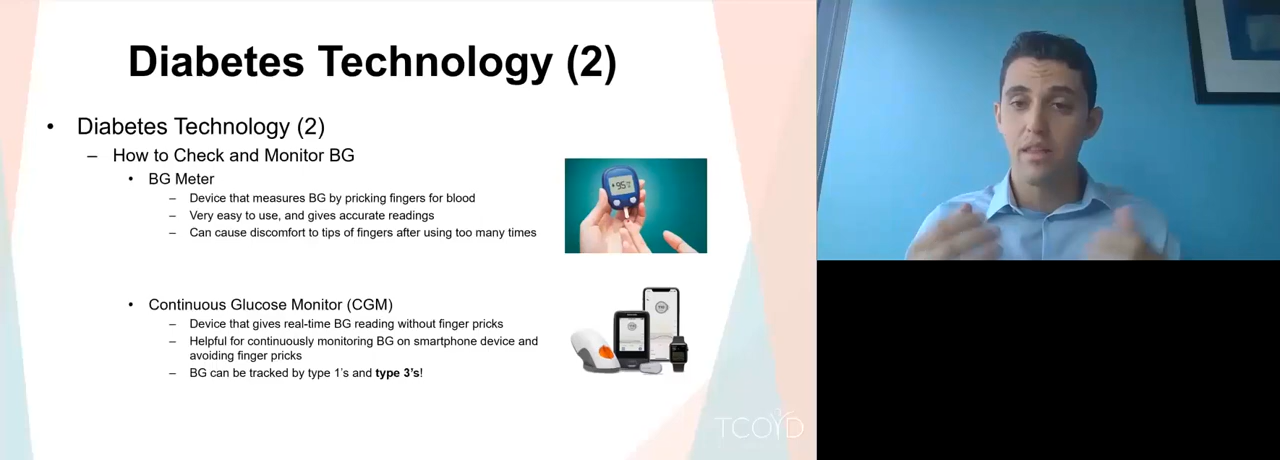 Diabetes Technology (2)
• Diabetes Technology (2)
– How to Check and Monitor BG
• BG Meter
– Device that measures BG by pricking fingers for blood
– Very easy to use, and gives accurate readings
– Can cause discomfort to tips of fingers after using too many times
95
• Continuous Glucose Monitor (CGM)
– Device that gives real-time BG reading without finger pricks
– Helpful for continuously monitoring BG on smartphone device and
avoiding finger pricks
– BG can be tracked by type 1's and type 3's!
TCOYD